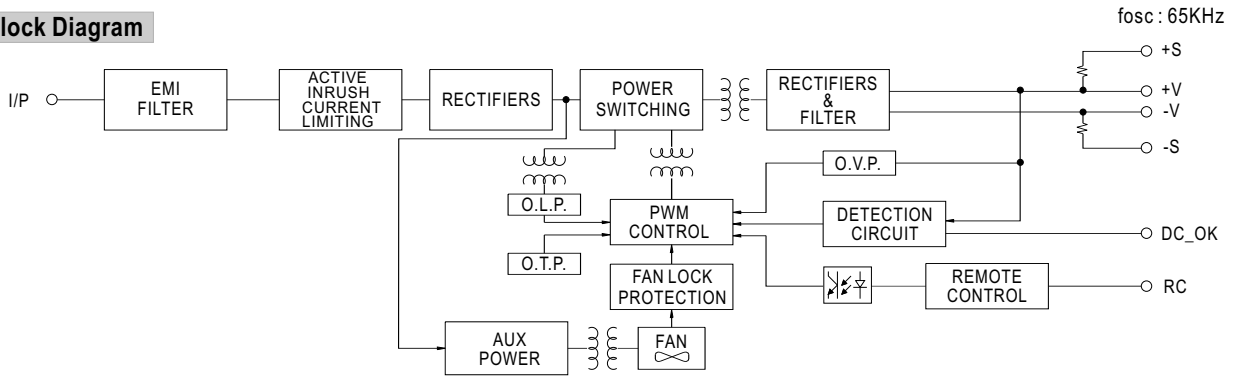 lock Diagram
fosc : 65KHz
I/P
EMI
FILTER
ACTIVE
INRUSH
CURRENT
LIMITING
RECTIFIERS
POWER
SWITCHING
RECTIFIERS
&
FILTER
+S
+V
-V
-S
O.L.P.
O.T.P.
PWM
CONTROL
O.V.P.
DETECTION
CIRCUIT
DC_OK
FAN LOCK
PROTECTION
REMOTE
CONTROL
RC
AUX
POWER
FAN